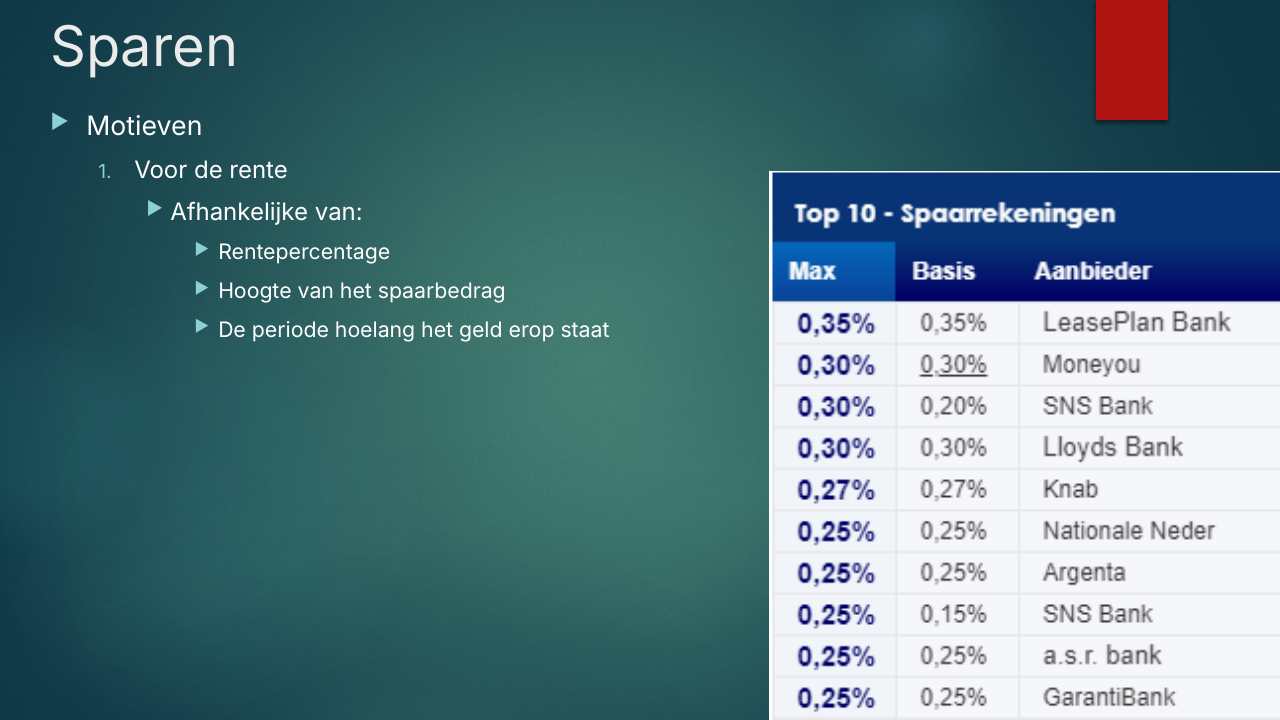 Sparen
Motieven
1. Voor de rente
Afhankelijke van:
Rentepercentage
Hoogte van het spaarbedrag
De periode hoelang het geld erop staat
Top 10 - Spaarrekeningen
Max Basis Aanbieder
0,35% 0,35% LeasePlan Bank
0,30% 0,30% Moneyou
0,30% 0,20% SNS Bank
0,30% 0,30% Lloyds Bank
0,27% 0,27% Knab
0,25% 0,25% Nationale Neder
0,25% 0,25% Argenta
0,25% 0,15% SNS Bank
0,25% 0,25% a.s.r. bank
0,25% 0,25% GarantiBank